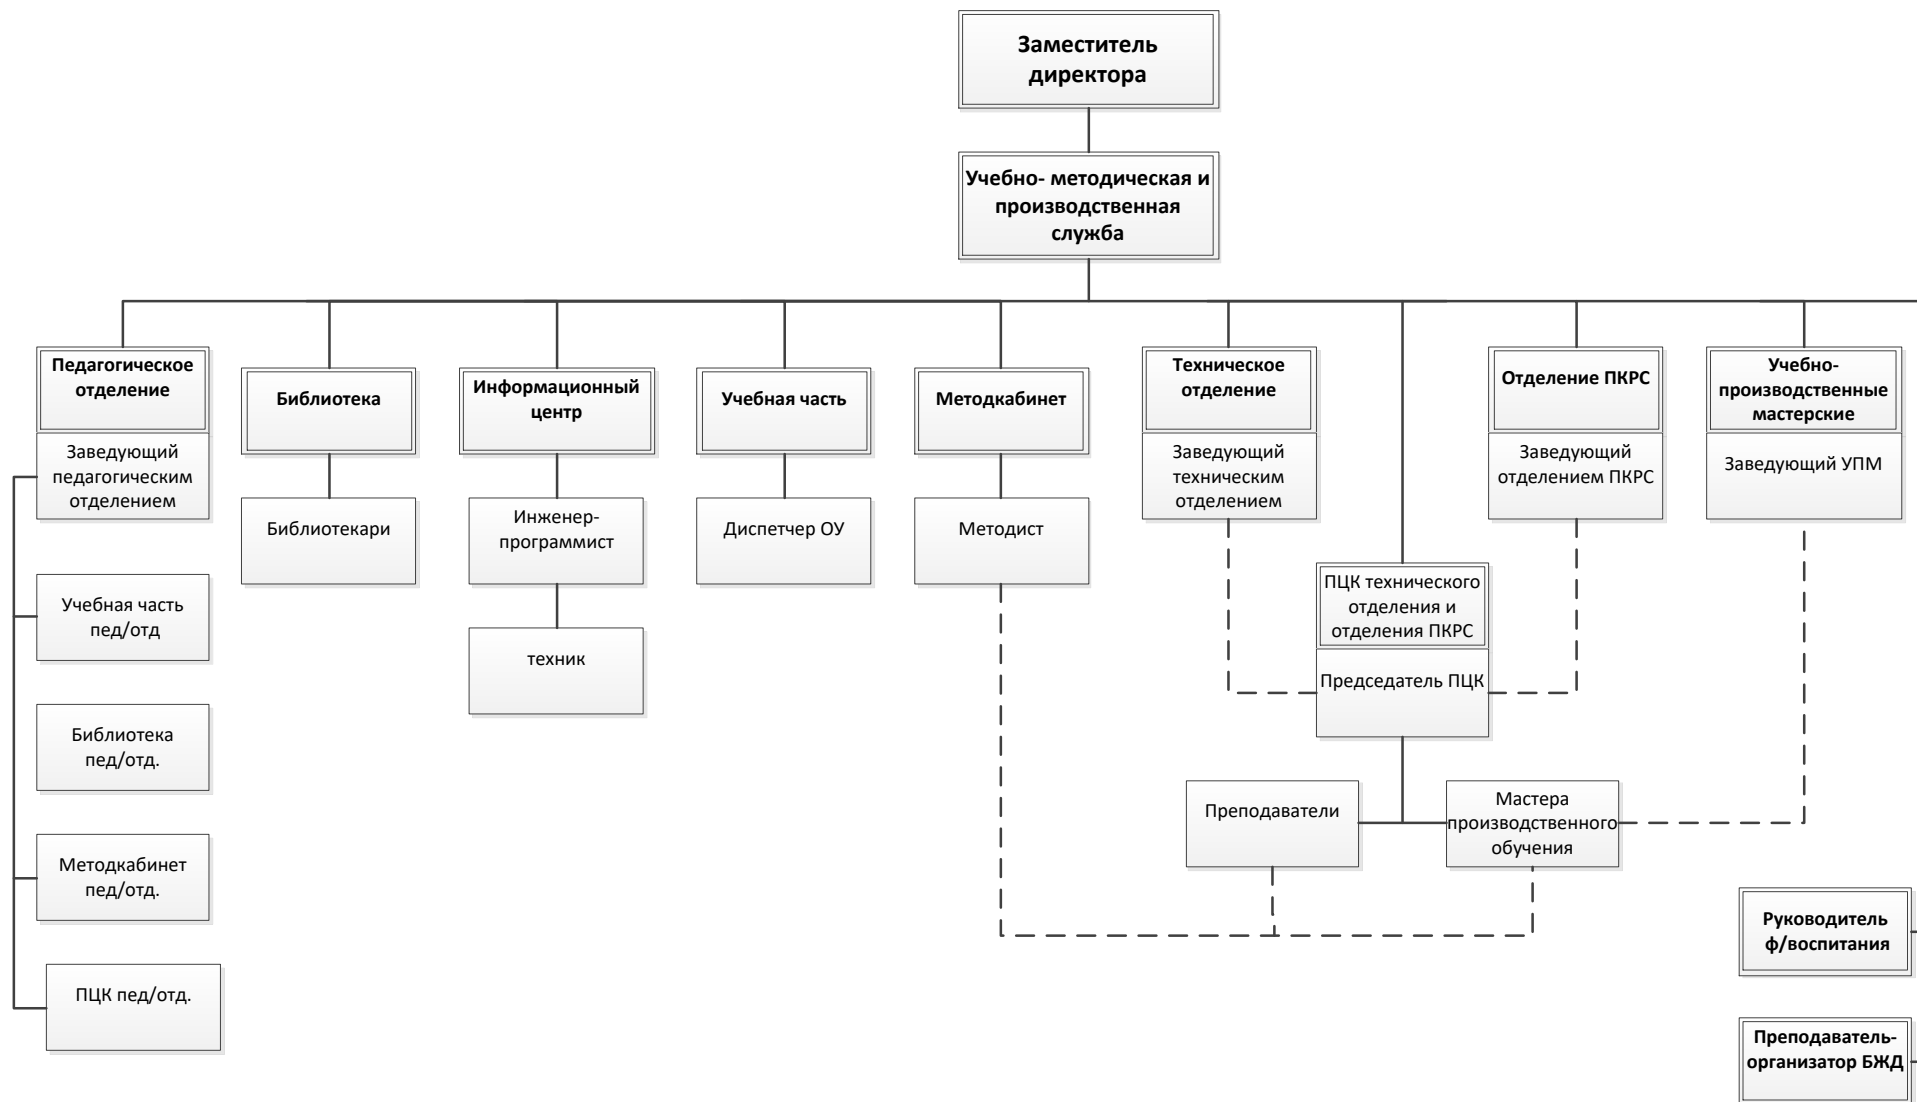 Заместитель
директора
Учебно- методическая и
производственная
служба
Педагогическое
отделение
Заведующий
педагогическим
отделением
Библиотека
Библиотекари
Информационный
центр
Инженер-
программист
техник
Учебная часть
Диспетчер ОУ
Методкабинет
Методист
Техническое
отделение
Заведующий
техническим
отделением
Отделение ПКРС
Заведующий
отделением ПКРС
Учебно-
производственные
мастерские
Заведующий УПМ
ПЦК технического
отделения и
отделения ПКРС
Председатель ПЦК
Преподаватели
Мастера
производственного
обучения
Учебная часть
пед/отд
Библиотека
пед/отд.
Методкабинет
пед/отд.
ПЦК пед/отд.
Руководитель
ф/воспитания
Преподаватель-
организатор БЖД